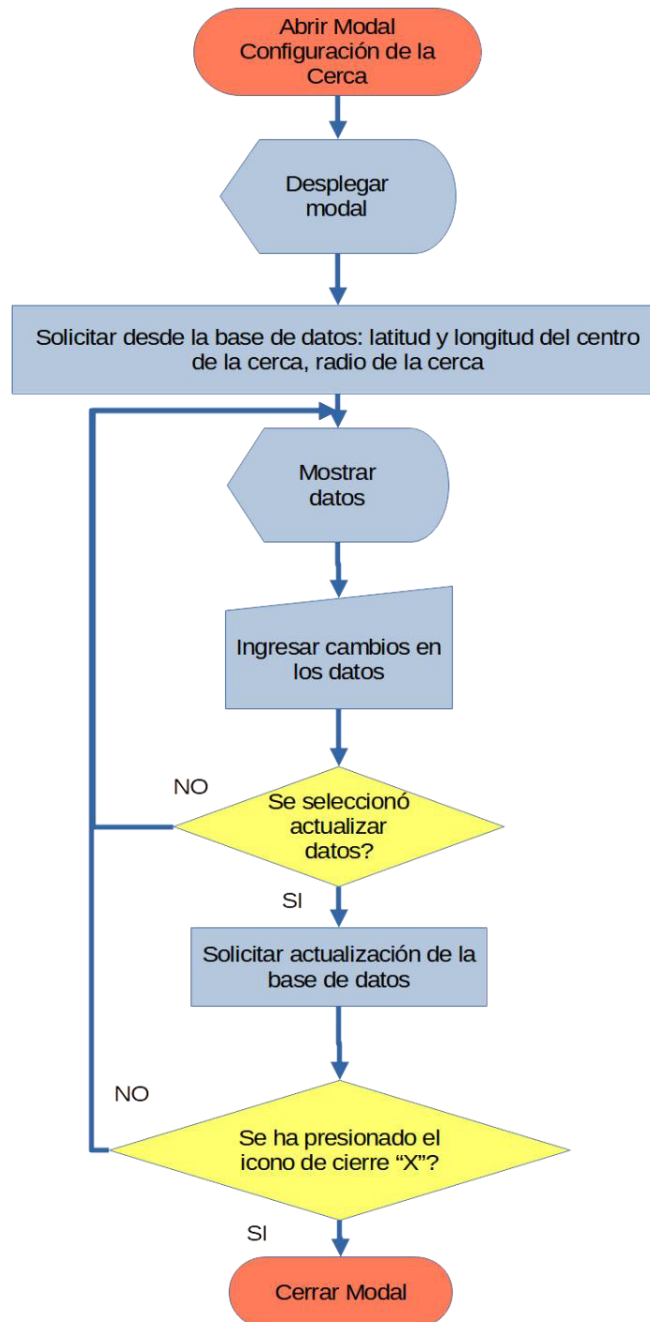 Abrir Modal
Configuración de la
Cerca
Desplegar
modal
Solicitar desde la base de datos: latitud y longitud del centro
de la cerca, radio de la cerca
Mostrar
datos
Ingresar cambios en
los datos
NO
Se seleccionó
actualizar
datos?
SI
Solicitar actualización de la
base de datos
NO
Se ha presionado el
icono de cierre “X”?
SI
Cerrar Modal